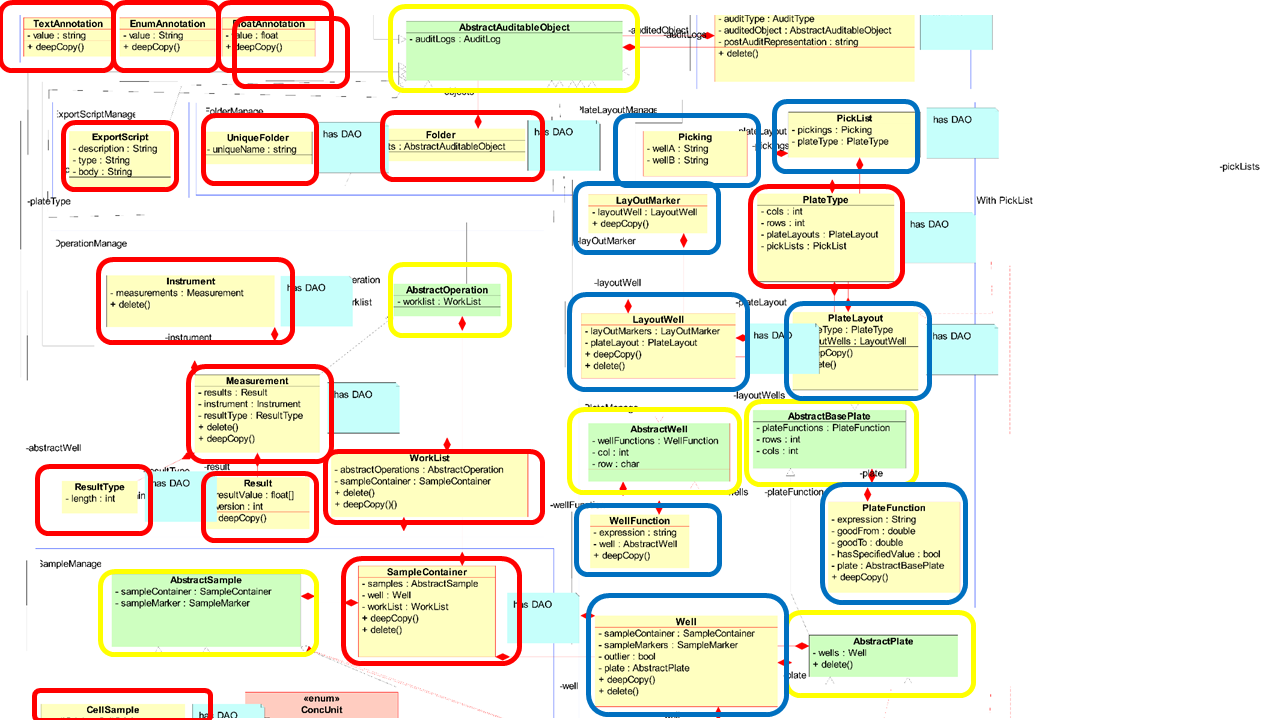 TextAnnotation
- value : string
+ deepCopy()
EnumAnnotation
- value : String
+ deepCopy()
FloatAnnotation
- value : float
+ deepCopy()
AbstractAuditableObject
- auditLogs : AuditLog
-auditedObject
-auditLogs
- auditType : AuditType
- auditedObject : AbstractAuditableObject
- postAuditRepresentation : string
+ delete()
objects
ExportScriptManage
ExportScript
- description : String
- type : String
- body : String
FolderManage
UniqueFolder
- uniqueName : string
has DAO
Folder
ts : AbstractAuditableObject
has DAO
PlateLayoutManage
Picking
- wellA : String
- wellB : String
-plateLayout
-pickings
PickList
- pickings : Picking
- plateType : PlateType
has DAO
-pickLists
-plateType
LayOutMarker
- layoutWell : LayoutWell
+ deepCopy()
-layOutMarker
PlateType
- cols : int
- rows : int
- plateLayouts : PlateLayout
- pickLists : PickList
has DAO
With PickList
OperationManage
Instrument
- measurements : Measurement
+ delete()
has DAO
-instrument
eration
rklist
AbstractOperation
- worklist : WorkList
-layoutWell
LayoutWell
- layOutMarkers : LayOutMarker
- plateLayout : PlateLayout
+ deepCopy()
+ delete()
has DAO
-plateLayout
PlateLayout
eType : PlateType
utWells : LayoutWell
epCopy()
ete()
has DAO
Measurement
- results : Result
- instrument : Instrument
- resultType : ResultType
+ delete()
+ deepCopy()
has DAO
-layoutWells
PlateManage
AbstractWell
- wellFunctions : WellFunction
- col : int
- row : char
AbstractBasePlate
- plateFunctions : PlateFunction
- rows : int
- cols : int
-abstractWell
resultType
-result
ResultType
- length : int
has DAO
Result
resultValue : float[]
version : int
deepCopy()
WorkList
- abstractOperations : AbstractOperation
- sampleContainer : SampleContainer
+ delete()
+ deepCopy()()
-plate
-wells
-plateFunction
-wellFunction
WellFunction
- expression : string
- well : AbstractWell
+ deepCopy()
PlateFunction
- expression : String
- goodFrom : double
- goodTo : double
- hasSpecifiedValue : bool
- plate : AbstractBasePlate
+ deepCopy()
SampleManage
AbstractSample
- sampleContainer : SampleContainer
- sampleMarker : SampleMarker
SampleContainer
- samples : AbstractSample
- well : Well
- workList : WorkList
+ deepCopy()
+ delete()
has DAO
Well
- sampleContainer : SampleContainer
- sampleMarkers : SampleMarker
- outlier : bool
- plate : AbstractPlate
+ deepCopy()
+ delete()
AbstractPlate
- wells : Well
+ delete()
-plate
-well
CellSample
has DAO
«enum»
ConcUnit